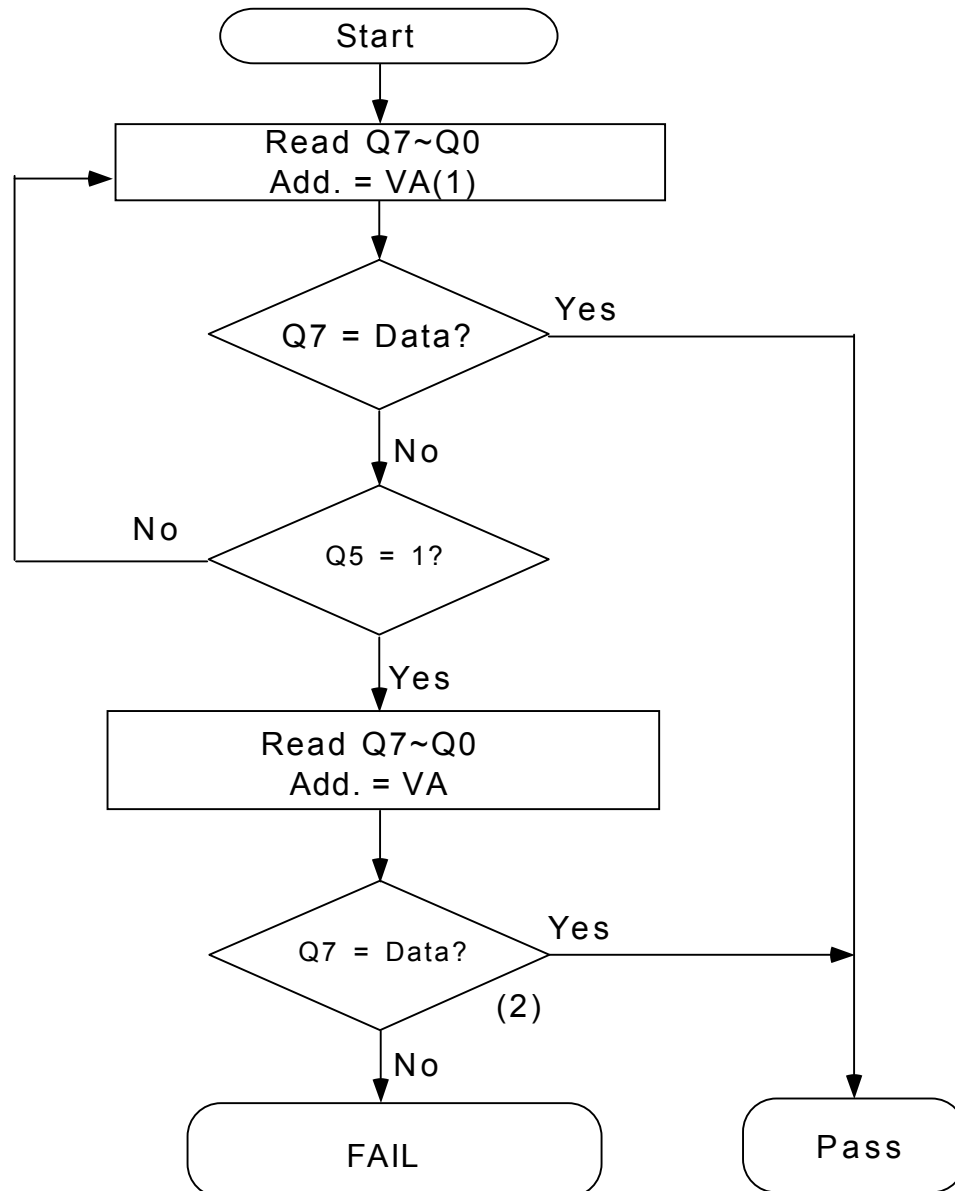 Start
Read Q7~Q0
Add. = VA(1)
Q7 = Data?
Yes
No
Q5 = 1?
No
Yes
Read Q7~Q0
Add. = VA
Q7 = Data?
Yes
(2)
No
FAIL
Pass